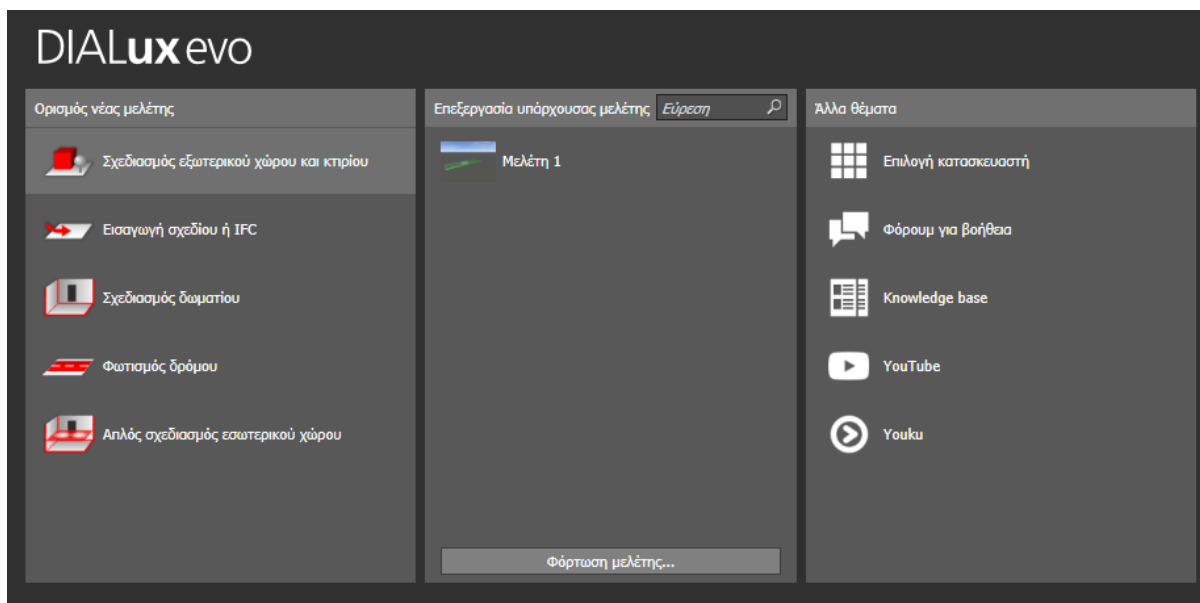 DIALux evo
Ορισμός νέας μελέτης
Σχεδιασμός εξωτερικού χώρου και κτιρίου
Εισαγωγή σχεδίου ή IFC
Σχεδιασμός δωματίου
Φωτισμός δρόμου
Απλός σχεδιασμός εσωτερικού χώρου
Επεξεργασία υπάρχουσας μελέτης Εύρεση
Μελέτη 1
Φόρτωση μελέτης...
Άλλα θέματα
Επιλογή κατασκευαστή
Φόρουμ για βοήθεια
Knowledge base
YouTube
Youku